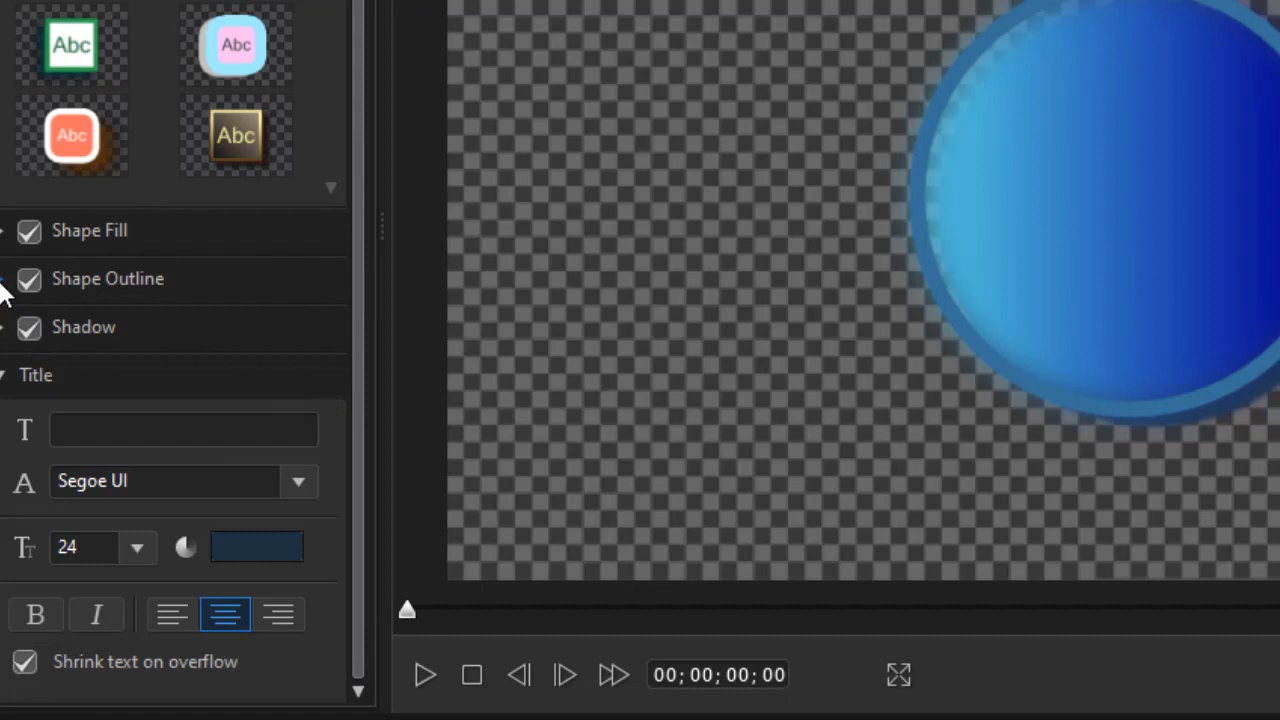 Abc
Abc
Abc
Abc
Shape Fill
Shape Outline
Shadow
Title
T
A Segoe UI
TT 24
B I
Shrink text on overflow
00;00;00;00